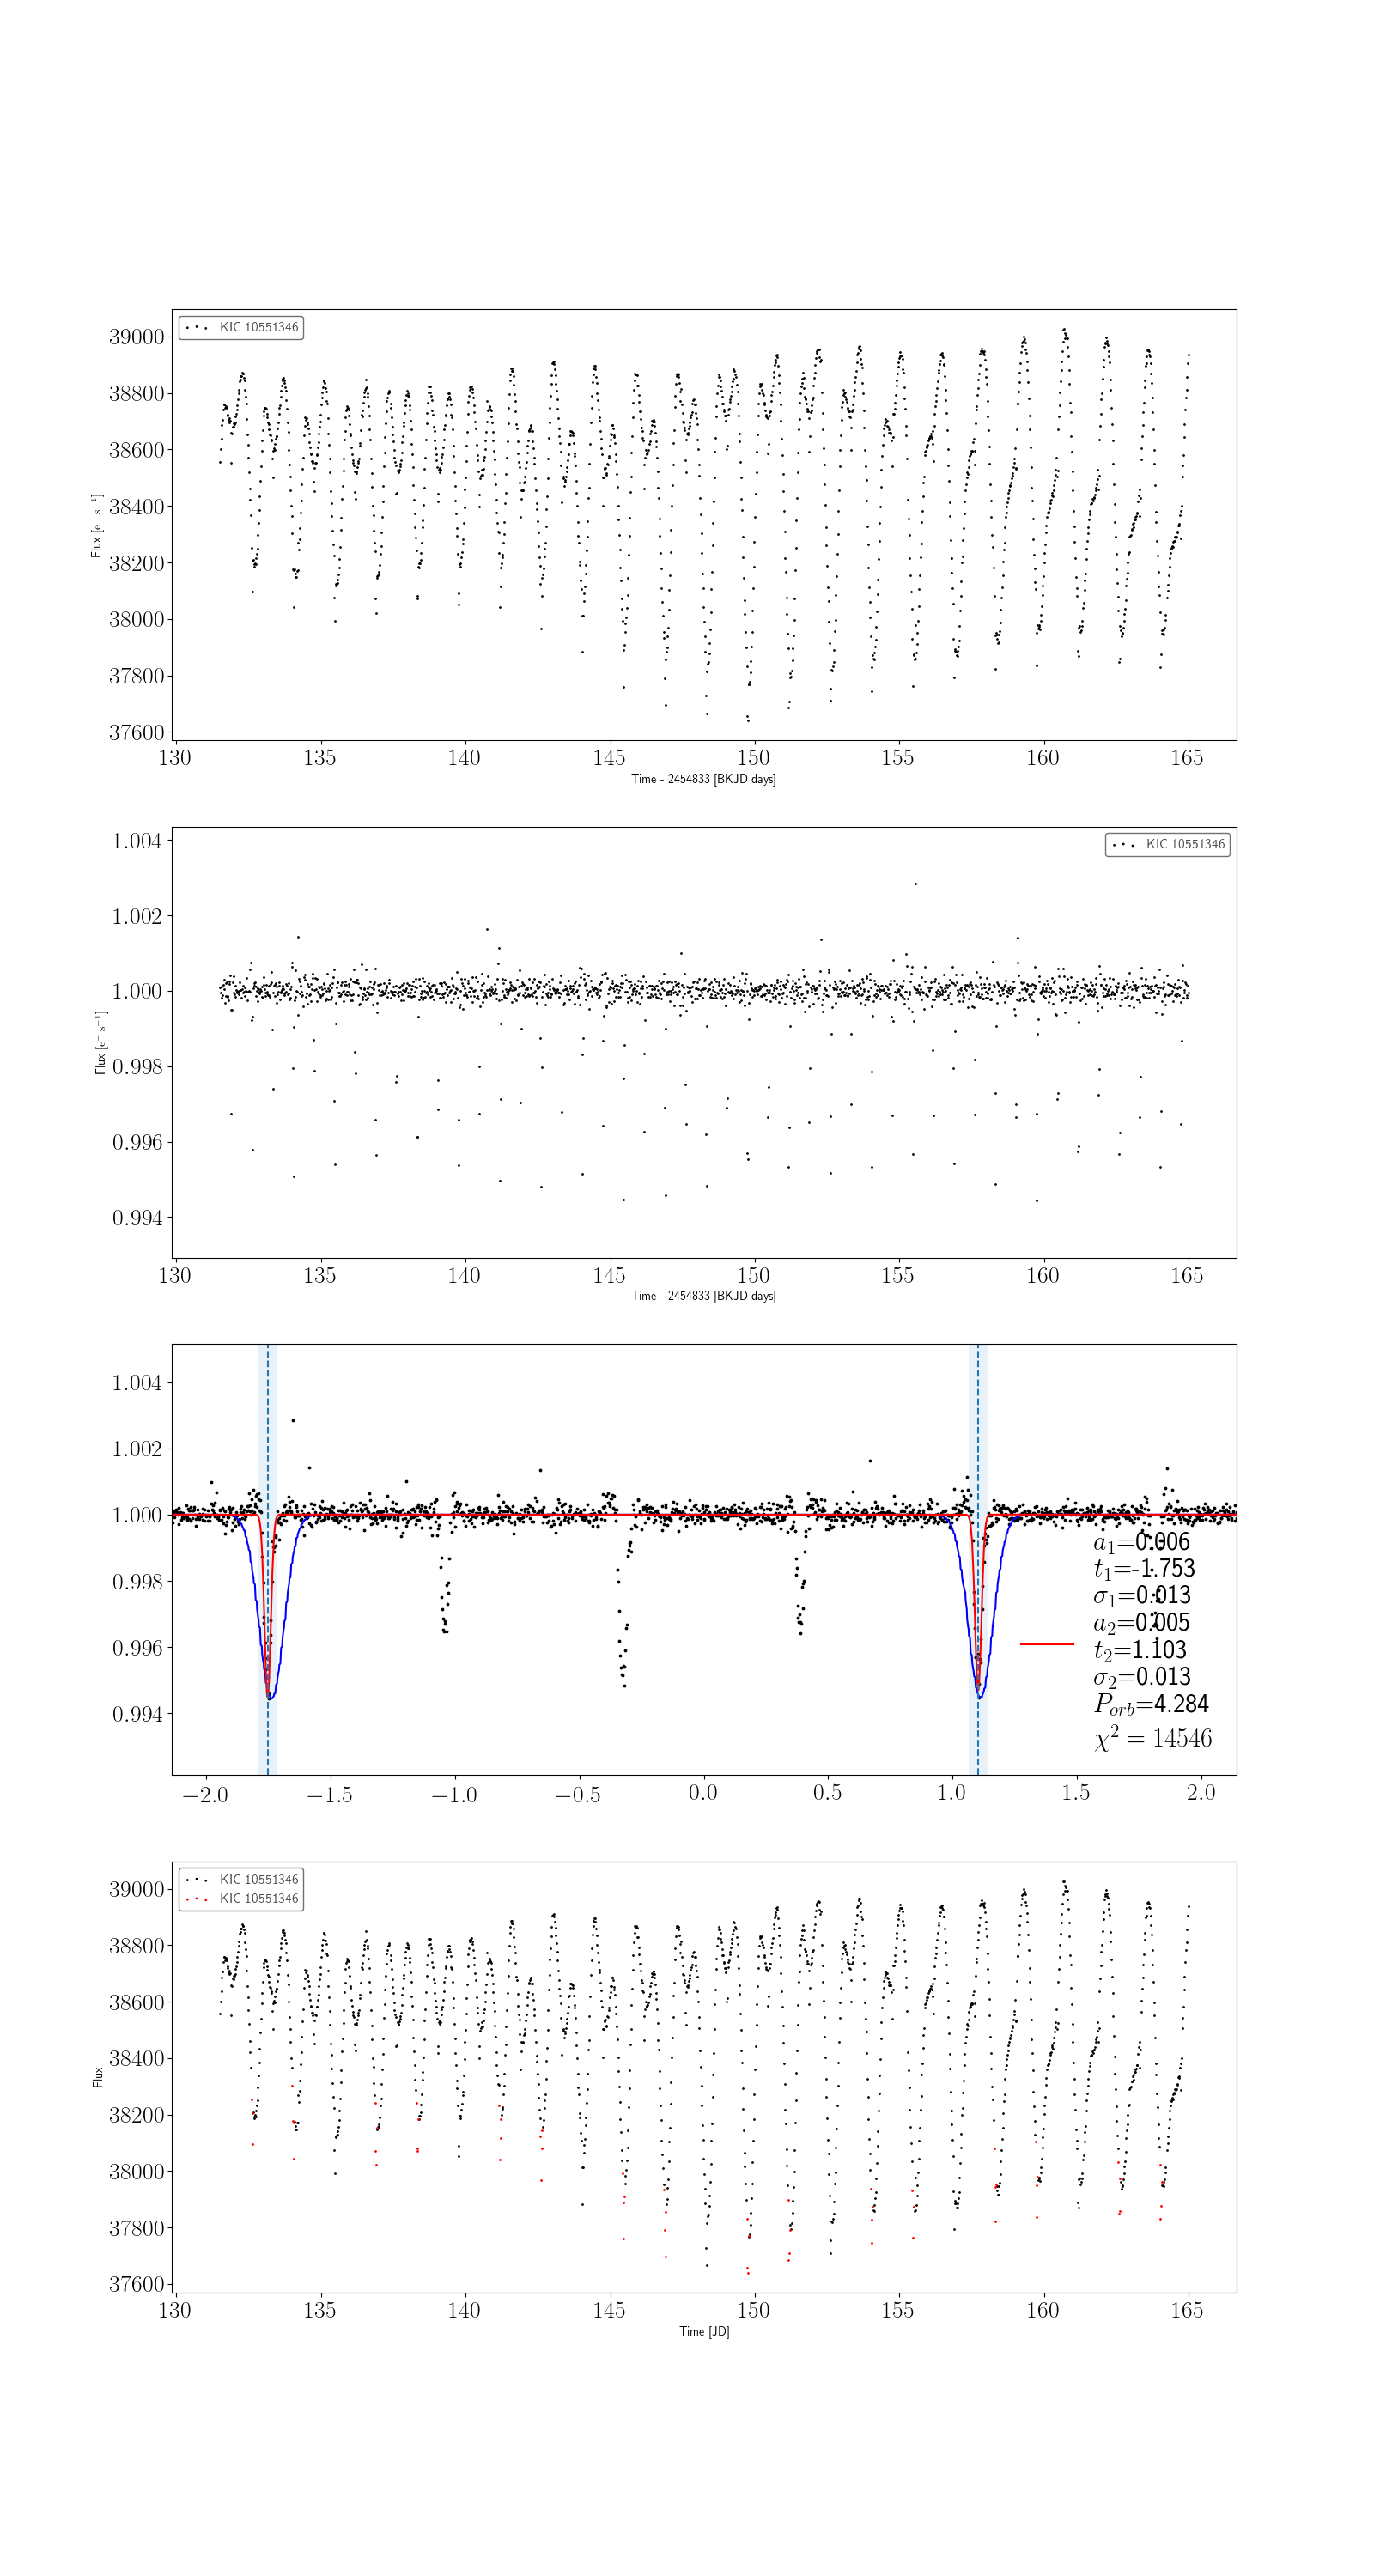 KIC 10551346
39000
38800
38600
38400
38200
38000
37800
37600
Flux [e⁻ s⁻¹]
130 135 140 145 150 155 160 165
Time - 2454833 [BKJD days]
KIC 10551346
1.004
1.002
1.000
0.998
0.996
0.994
Flux [e⁻ s⁻¹]
130 135 140 145 150 155 160 165
Time - 2454833 [BKJD days]
1.004
1.002
1.000
0.998
0.996
0.994
a₁=0.006
t₁=-1.753
σ₁=0.013
a₂=0.005
t₂=1.103
σ₂=0.013
P_orb=4.284
χ² = 14546
−2.0 −1.5 −1.0 −0.5 0.0 0.5 1.0 1.5 2.0
KIC 10551346
KIC 10551346
39000
38800
38600
38400
38200
38000
37800
37600
Flux
130 135 140 145 150 155 160 165
Time [JD]